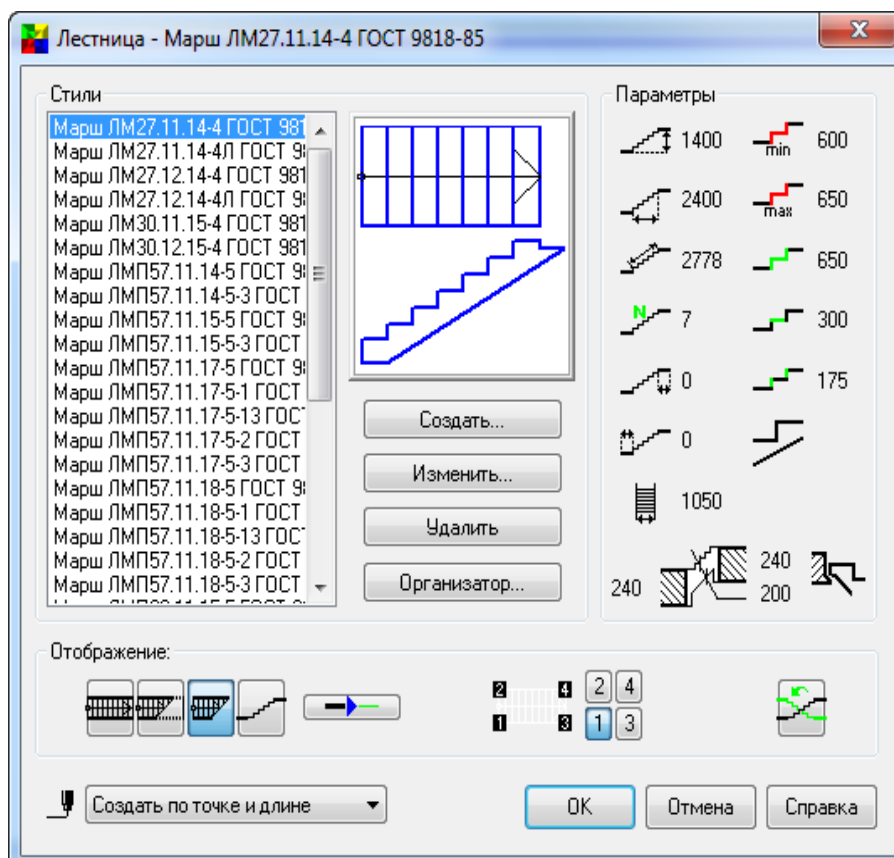 Лестница - Марш ЛМ27.11.14-4 ГОСТ 9818-85
Стили
Марш ЛМ27.11.14-4 ГОСТ 981
Марш ЛМ27.11.14-4Л ГОСТ 98
Марш ЛМ27.12.14-4 ГОСТ 981
Марш ЛМ27.12.14-4Л ГОСТ 98
Марш ЛМ30.11.15-4 ГОСТ 981
Марш ЛМ30.12.15-4 ГОСТ 981
Марш ЛМП57.11.14-5 ГОСТ 98
Марш ЛМП57.11.14-5-3 ГОСТ
Марш ЛМП57.11.15-5 ГОСТ 98
Марш ЛМП57.11.15-5-3 ГОСТ
Марш ЛМП57.11.17-5 ГОСТ 98
Марш ЛМП57.11.17-5-1 ГОСТ
Марш ЛМП57.11.17-5-13 ГОСТ
Марш ЛМП57.11.17-5-2 ГОСТ
Марш ЛМП57.11.17-5-3 ГОСТ
Марш ЛМП57.11.18-5 ГОСТ 98
Марш ЛМП57.11.18-5-1 ГОСТ
Марш ЛМП57.11.18-5-13 ГОСТ
Марш ЛМП57.11.18-5-2 ГОСТ
Марш ЛМП57.11.18-5-3 ГОСТ
Создать...
Изменить...
Удалить
Организатор...
Параметры
1400
min 600
2400
max 650
2778
650
N 7
300
0
175
0
1050
240
240
200
Отображение:
2 4
1 3
2 4
1 3
Создать по точке и длине
OK
Отмена
Справка